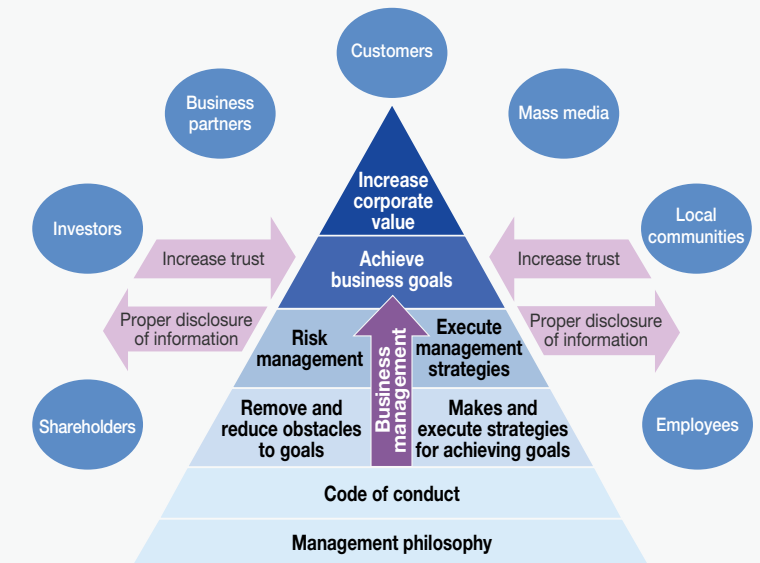 Customers
Business
partners
Mass media
Increase
corporate
value
Investors
Local
communities
Increase trust
Achieve
business goals
Increase trust
Proper disclosure
of information
Proper disclosure
of information
Risk
management
Business
management
Execute
management
strategies
Shareholders
Remove and
reduce obstacles
to goals
Makes and
execute strategies
for achieving goals
Employees
Code of conduct
Management philosophy